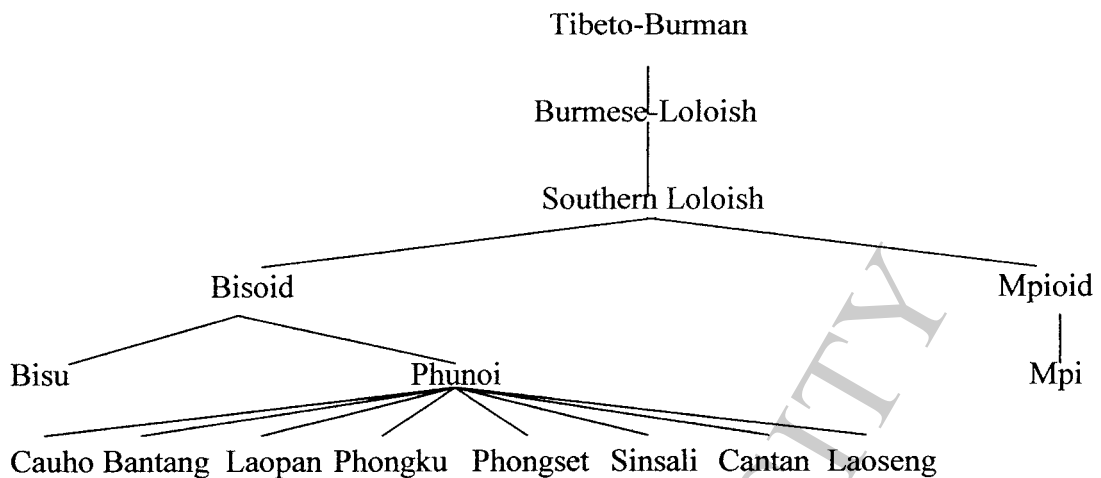 Tibeto-Burman
Burmese-Loloish
Southern Loloish
Bisoid Mpioid
Bisu Phunoi Mpi
Cauho Bantang Laopan Phongku Phongset Sinsali Cantan Laoseng